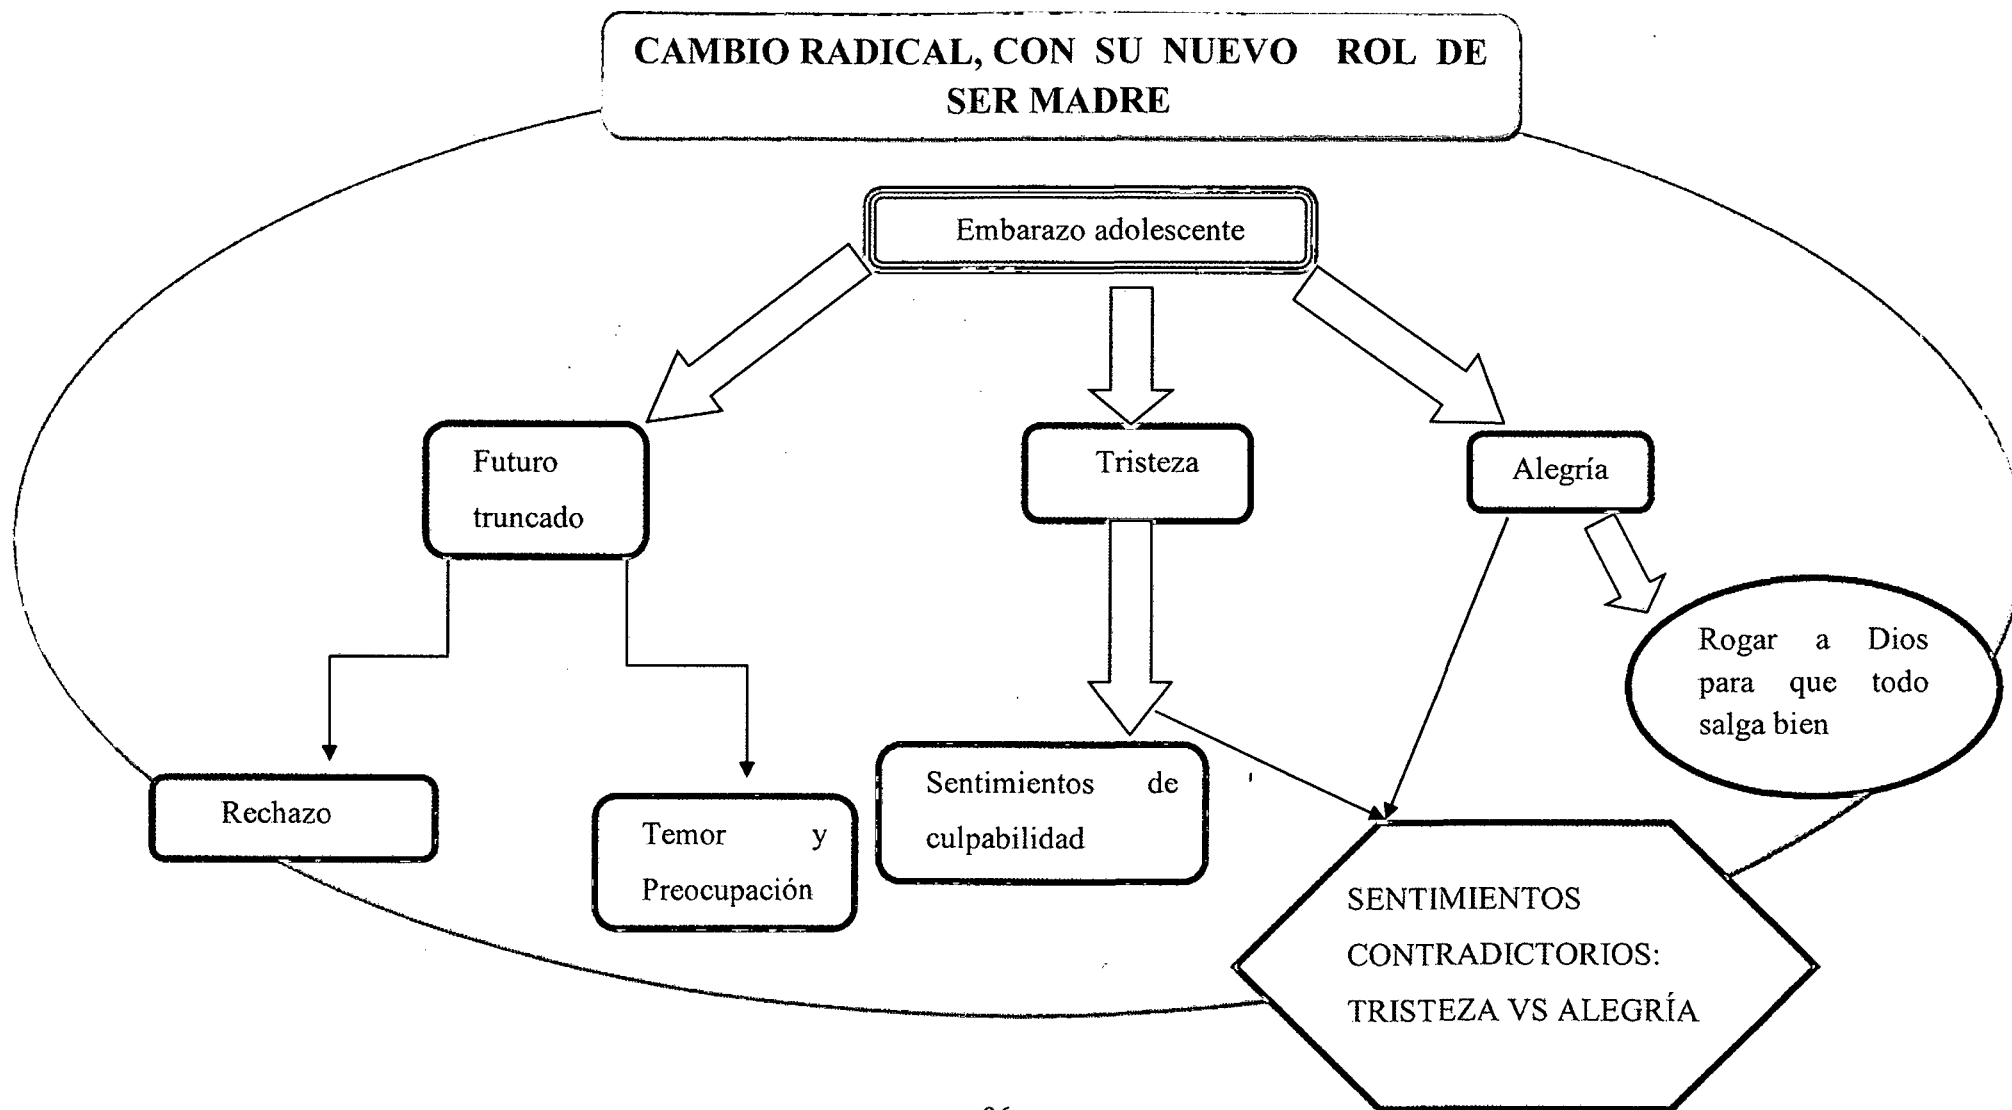 CAMBIO RADICAL, CON SU NUEVO ROL DE
SER MADRE
Embarazo adolescente
Futuro
truncado
Tristeza
Alegría
Rogar a Dios
para que todo
salga bien
Rechazo
Temor y
Preocupación
Sentimientos de
culpabilidad
SENTIMIENTOS
CONTRADICTORIOS:
TRISTEZA VS ALEGRÍA